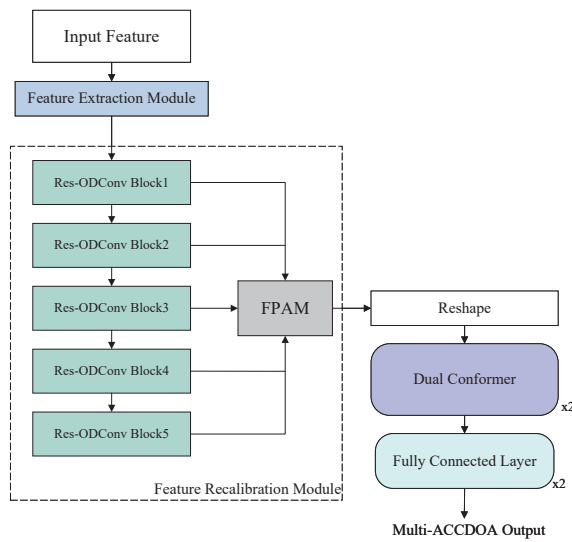 Input Feature
Feature Extraction Module
Res-ODConv Block1
Res-ODConv Block2
Res-ODConv Block3
Res-ODConv Block4
Res-ODConv Block5
FPAM
Feature Recalibration Module
Reshape
Dual Conformer
x2
Fully Connected Layer
x2
Multi-ACCDOA Output